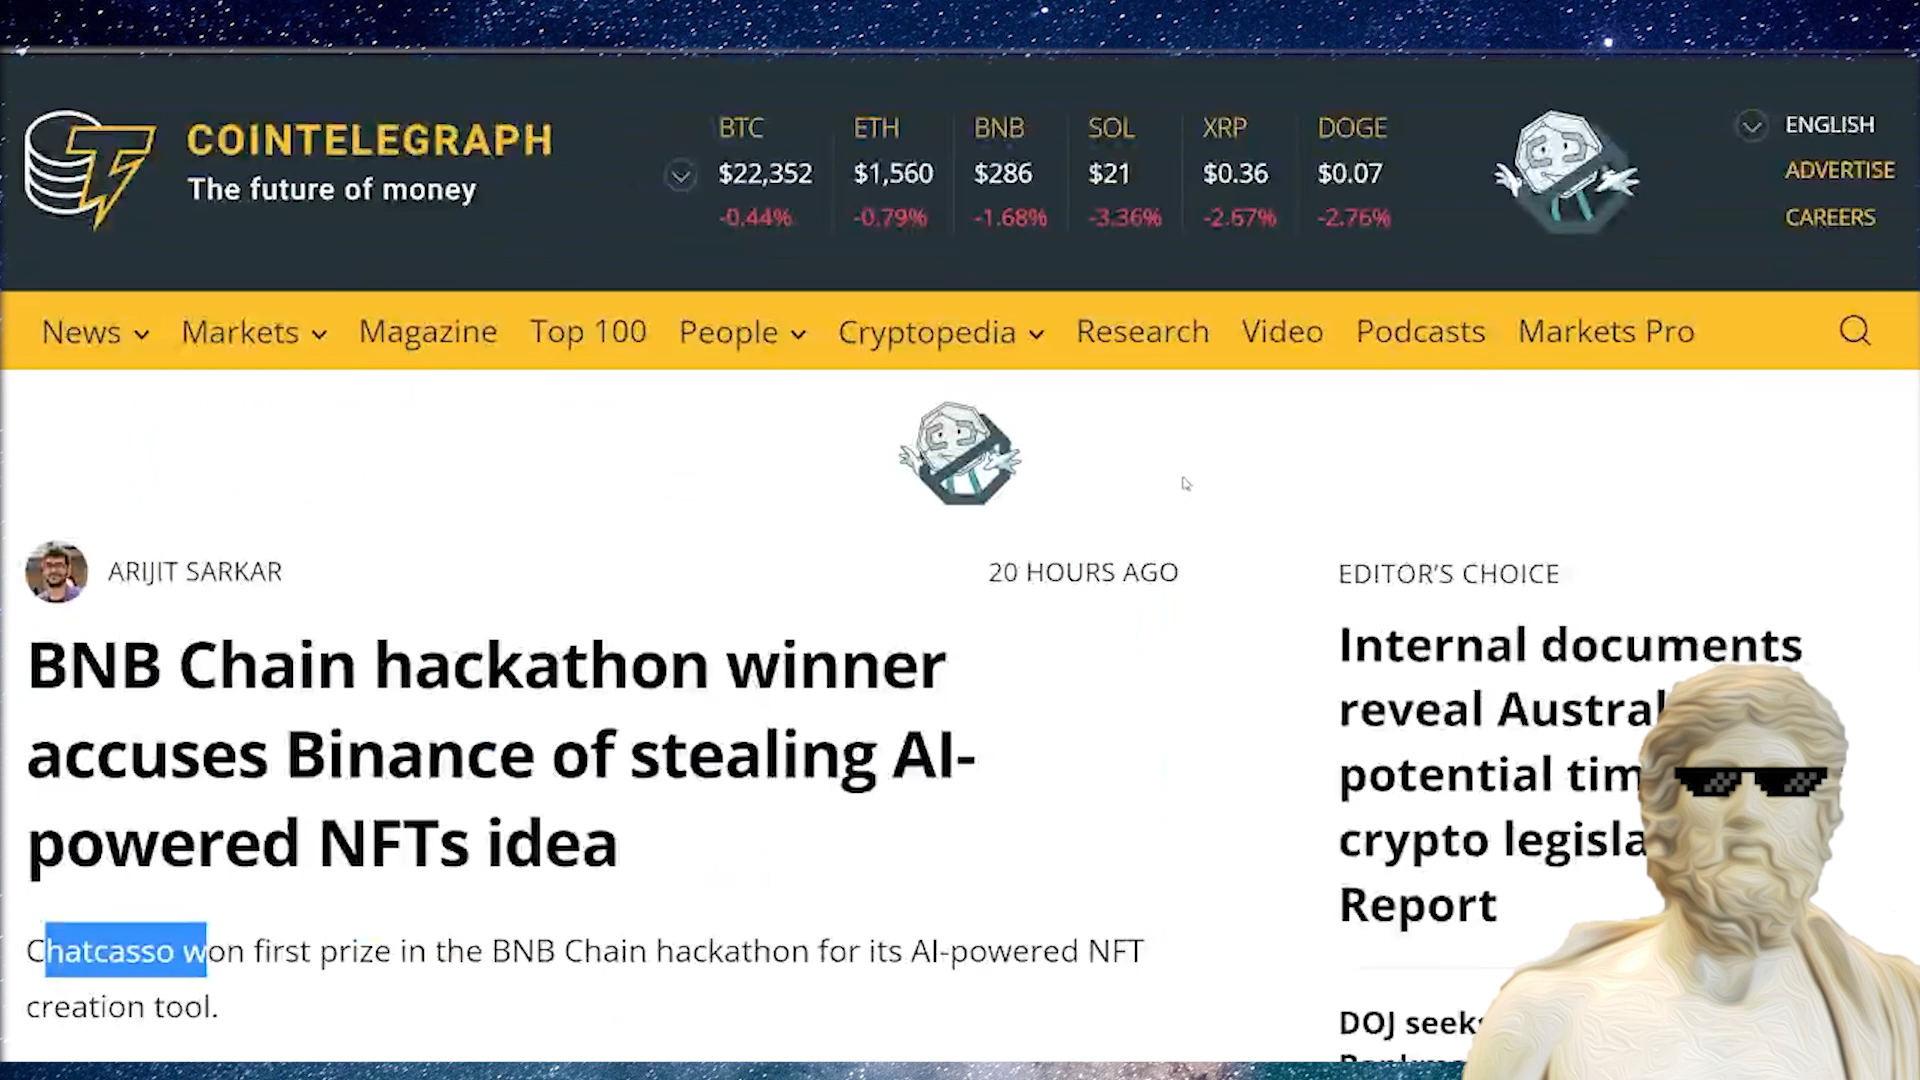 COINTELEGRAPH
The future of money
BTC ETH BNB SOL XRP DOGE
$22,352 $1,560 $286 $21 $0.36 $0.07
-0.44% -0.79% -1.68% -3.36% -2.67% -2.76%
ENGLISH
ADVERTISE
CAREERS
News Markets Magazine Top 100 People Cryptopedia Research Video Podcasts Markets Pro
ARIJIT SARKAR
20 HOURS AGO
BNB Chain hackathon winner
accuses Binance of stealing AI-
powered NFTs idea
Chatcasso won first prize in the BNB Chain hackathon for its AI-powered NFT
creation tool.
EDITOR'S CHOICE
Internal documents
reveal
potential
crypto
Report
DOJ